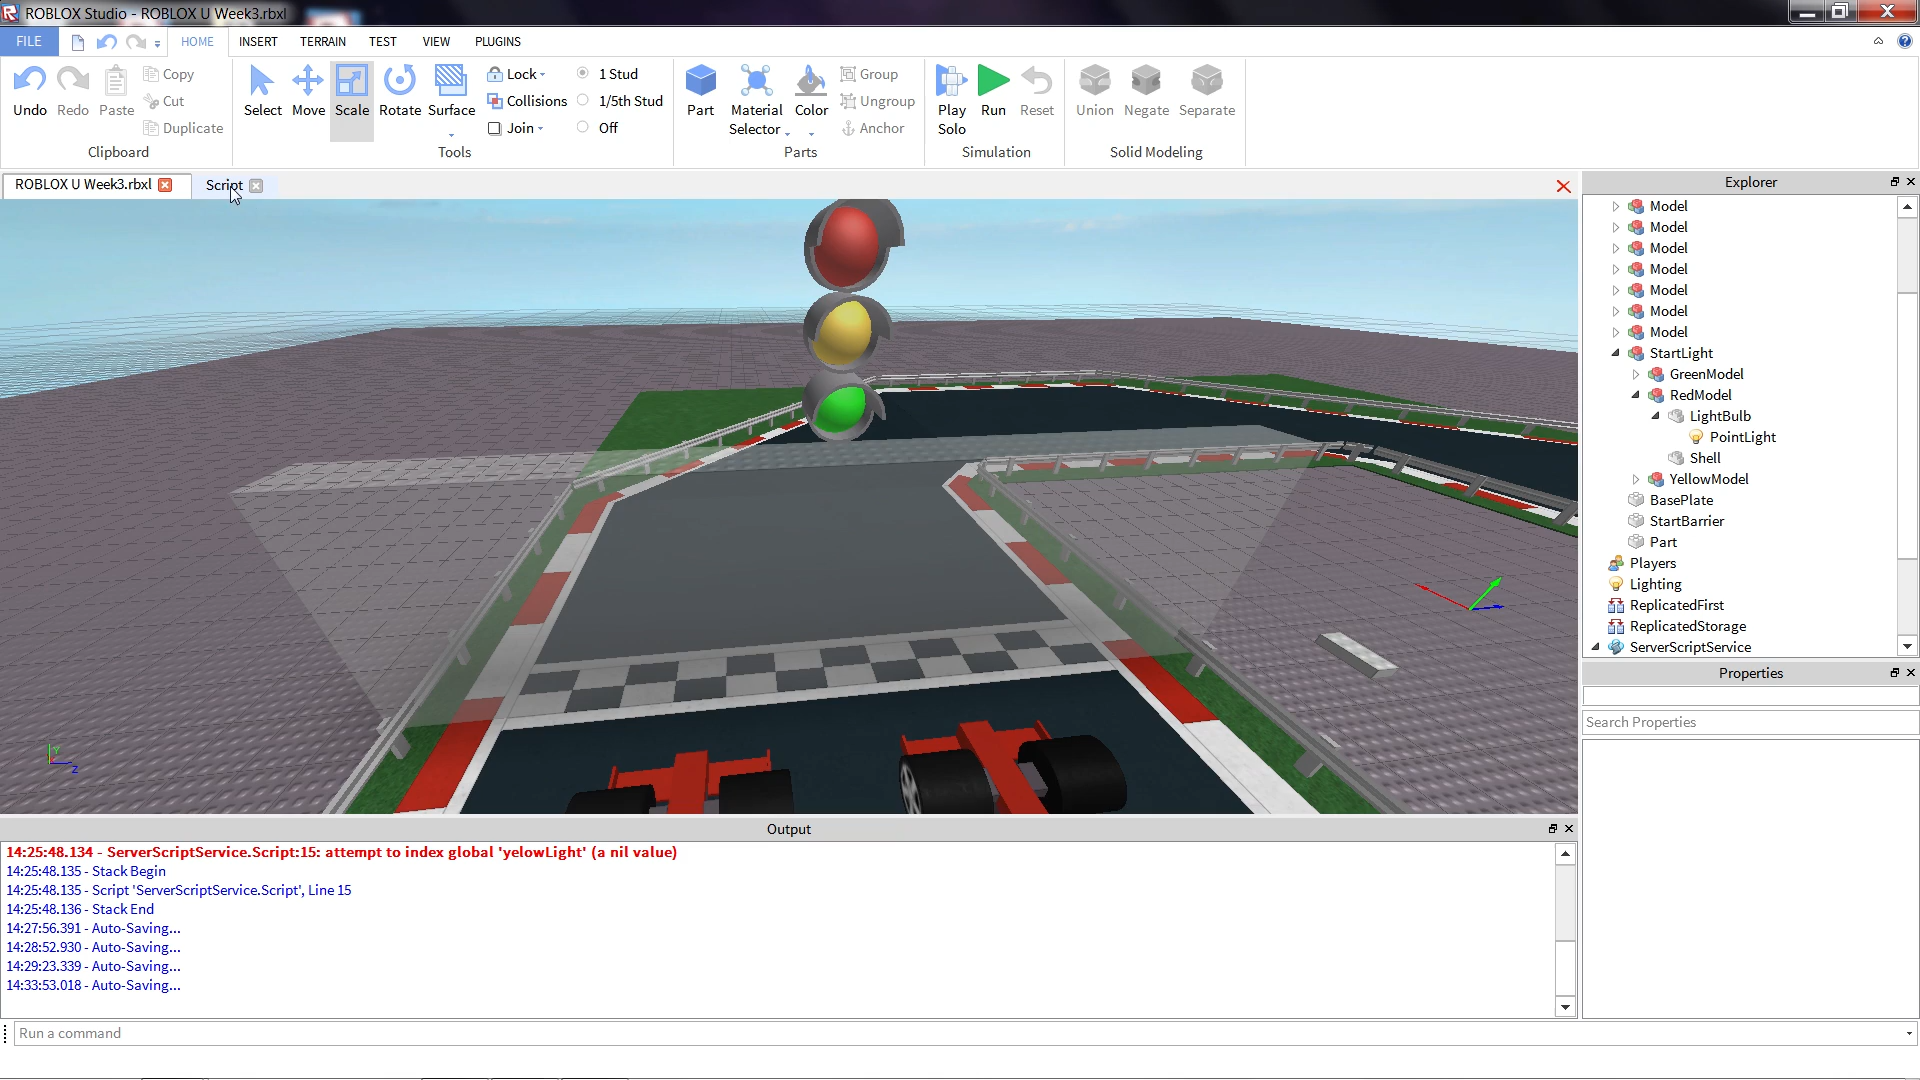 ROBLOX Studio - ROBLOX U Week3.rbxl
FILE HOME INSERT TERRAIN TEST VIEW PLUGINS
Undo Redo Paste Copy Cut Duplicate
Clipboard
Select Move Scale Rotate Surface Lock Collisions Join 1 Stud 1/5th Stud Off
Tools
Part Material Selector Color Group Ungroup Anchor
Parts
Play Solo Run Reset
Simulation
Union Negate Separate
Solid Modeling
ROBLOX U Week3.rbxl Script
Explorer
Model
Model
Model
Model
Model
Model
Model
StartLight
GreenModel
RedModel
LightBulb
PointLight
Shell
YellowModel
BasePlate
StartBarrier
Part
Players
Lighting
ReplicatedFirst
ReplicatedStorage
ServerScriptService
Properties
Search Properties
Y
Z
Output
14:25:48.134 - ServerScriptService.Script:15: attempt to index global 'yelowLight' (a nil value)
14:25:48.135 - Stack Begin
14:25:48.135 - Script 'ServerScriptService.Script', Line 15
14:25:48.136 - Stack End
14:27:56.391 - Auto-Saving...
14:28:52.930 - Auto-Saving...
14:29:23.339 - Auto-Saving...
14:33:53.018 - Auto-Saving...
Run a command